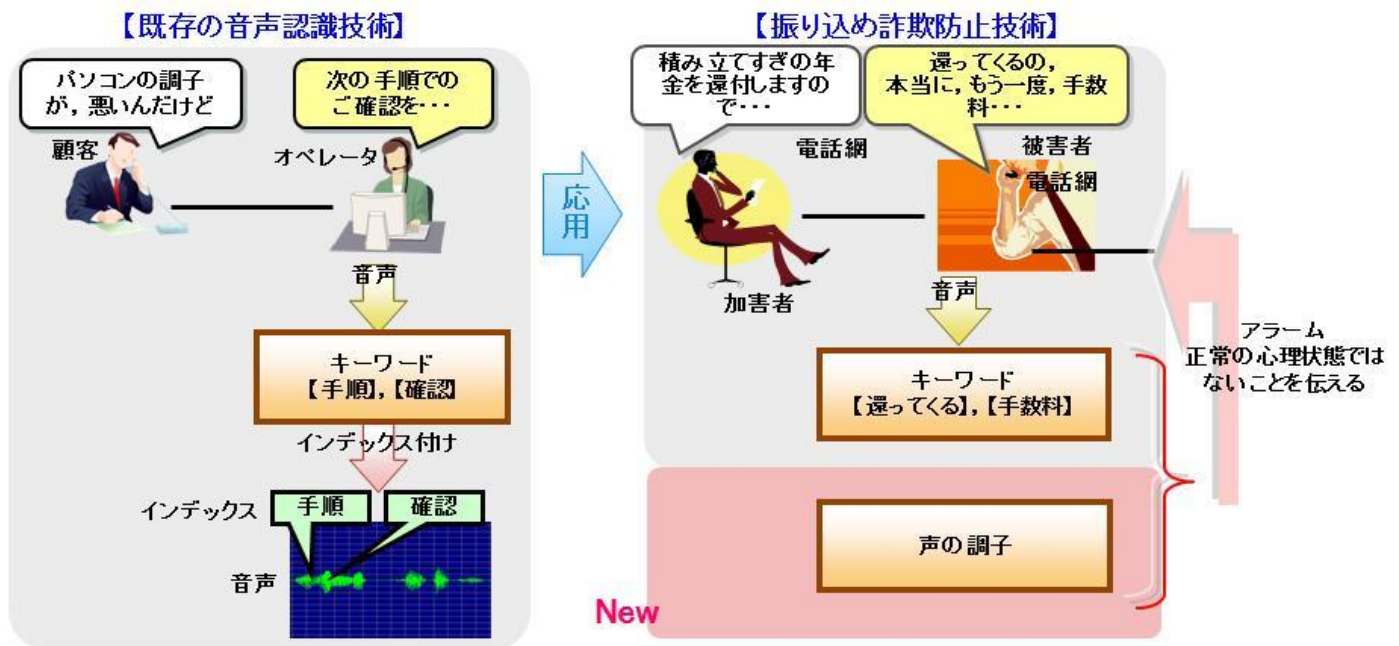 【既存の音声認識技術】
パソコンの調子
が，悪いんだけど
次の手順での
ご確認を・・・
顧客
オペレータ
音声
キーワード
【手順】，【確認】
インデックス付け
インデックス
手順
確認
音声
応
用
【振り込め詐欺防止技術】
積み立てすぎの年
金を還付しますの
で・・・
還ってくるの，
本当に，もう一度，手数
料・・・
電話網
被害者
電話網
加害者
音声
キーワード
【還ってくる】，【手数料】
声の調子
New
アラーム
正常の心理状態では
ないことを伝える